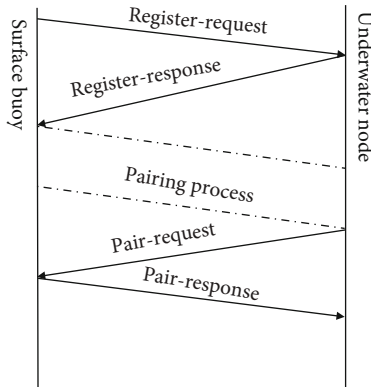 Surface buoy
Underwater node
Register-request
Register-response
Pairing process
Pair-request
Pair-response